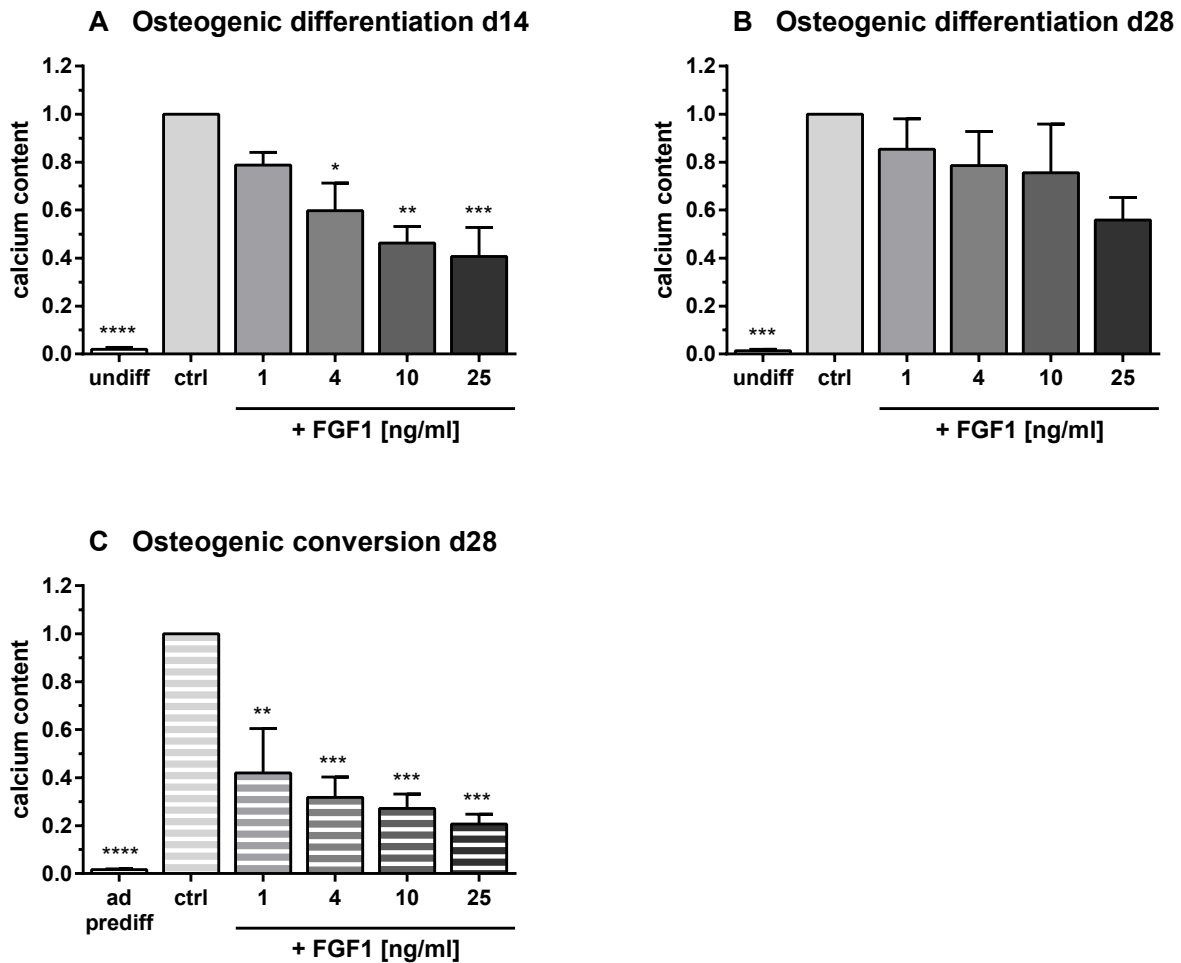 A Osteogenic differentiation d14
calcium content
1.2
1.0
0.8
0.6
0.4
0.2
0.0
****
*
**
***
undiff ctrl 1 4 10 25
+ FGF1 [ng/ml]
B Osteogenic differentiation d28
calcium content
1.2
1.0
0.8
0.6
0.4
0.2
0.0
***
undiff ctrl 1 4 10 25
+ FGF1 [ng/ml]
C Osteogenic conversion d28
calcium content
1.2
1.0
0.8
0.6
0.4
0.2
0.0
****
**
***
***
***
ad ctrl 1 4 10 25
prediff
+ FGF1 [ng/ml]